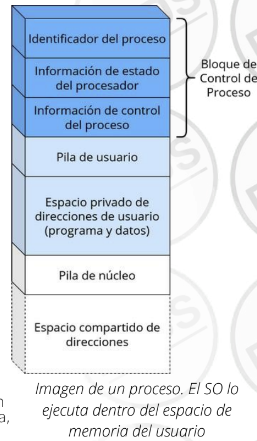 Identificador del proceso
Información de estado
del procesador
Información de control
del proceso
Bloque de
Control de
Proceso
Pila de usuario
Espacio privado de
direcciones de usuario
(programa y datos)
Pila de núcleo
Espacio compartido de
direcciones
Imagen de un proceso. El SO lo
ejecuta dentro del espacio de
memoria del usuario